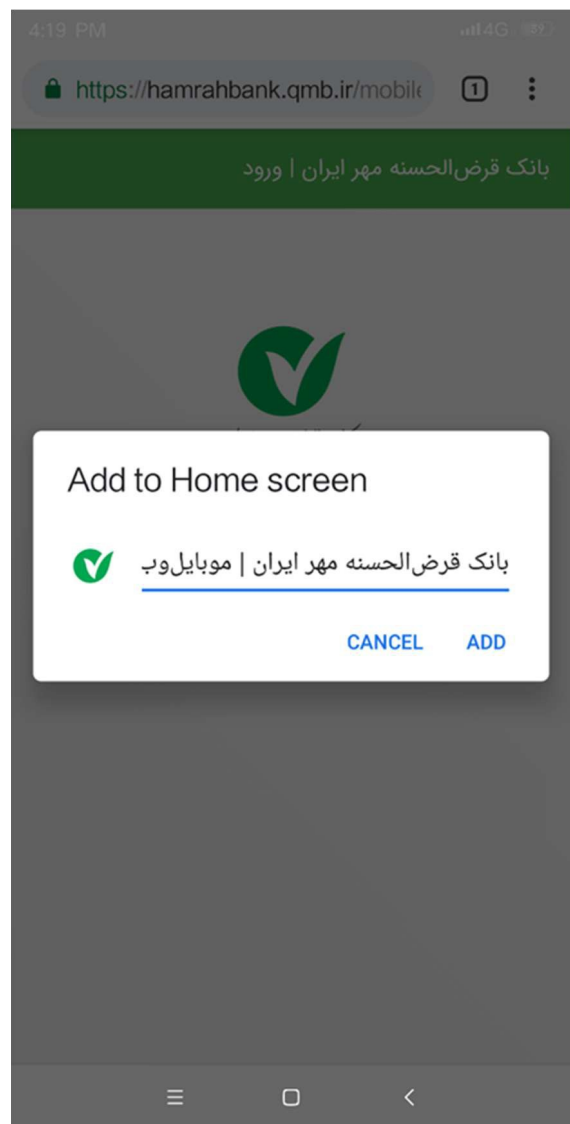 4:19 PM
4G 89
https://hamrahbank.qmb.ir/mobile
1
بانک قرض‌الحسنه مهر ایران | ورود
Add to Home screen
بانک قرض‌الحسنه مهر ایران | موبایل‌وب
CANCEL ADD